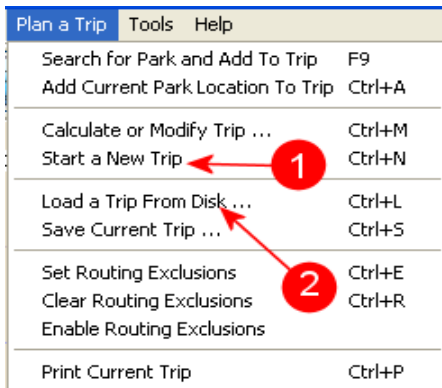 Plan a Trip Tools Help
Search for Park and Add To Trip F9
Add Current Park Location To Trip Ctrl+A
Calculate or Modify Trip ... Ctrl+M
Start a New Trip 1 Ctrl+N
Load a Trip From Disk ... Ctrl+L
Save Current Trip ... Ctrl+S
Set Routing Exclusions 2 Ctrl+E
Clear Routing Exclusions Ctrl+R
Enable Routing Exclusions
Print Current Trip Ctrl+P